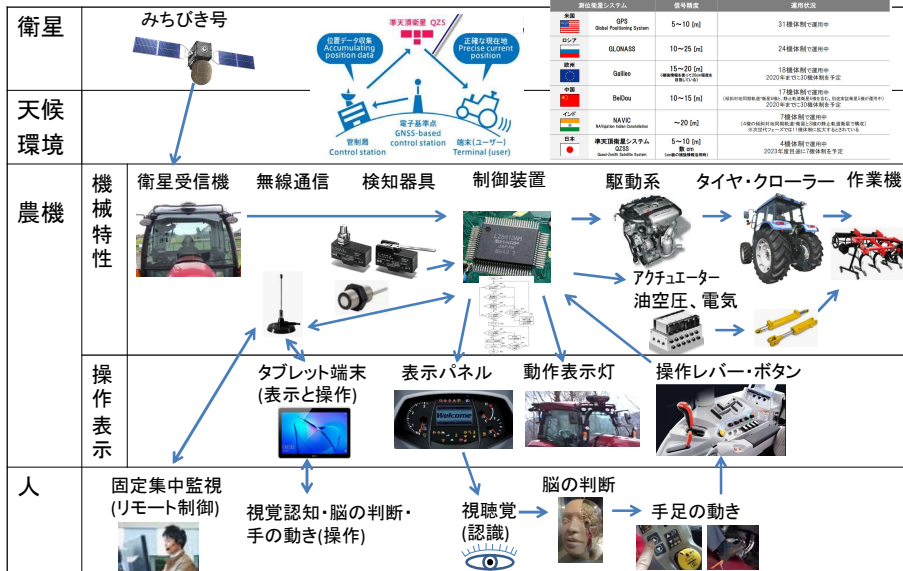 衛星
みちびき号
準天頂衛星 QZS
位置データ収集
Accumulating
position data
正確な現在地
Precise current
position
電子基準点
GNSS-based
control station
管制局
Control station
端末(ユーザー)
Terminal (user)
測位衛星システム
信号精度
運用状況
米国
GPS
Global Positioning System
5~10 [m]
31機体制で運用中
ロシア
GLONASS
10~25 [m]
24機体制で運用中
欧州
Galileo
15~20 [m]
18機体制で運用中
2020年までに30機体制を予定
中国
BeiDou
10~15 [m]
17機体制で運用中
2020年までに30機体制を予定
インド
NAVIC
NAVigation Indian Constellation
~20 [m]
7機体制で運用中
日本
準天頂衛星システム
QZSS
Quasi-Zenith Satellite System
5~10 [m]
数 cm
4機体制で運用中
2023年度目途に7機体制を予定
天候
環境
農機
機械特性
衛星受信機
無線通信
検知器具
制御装置
駆動系
タイヤ・クローラー
作業機
アクチュエーター
油空圧、電気
操作表示
タブレット端末
(表示と操作)
表示パネル
Welcome
動作表示灯
操作レバー・ボタン
人
固定集中監視
(リモート制御)
視覚認知・脳の判断・
手の動き(操作)
視聴覚
(認識)
脳の判断
手足の動き